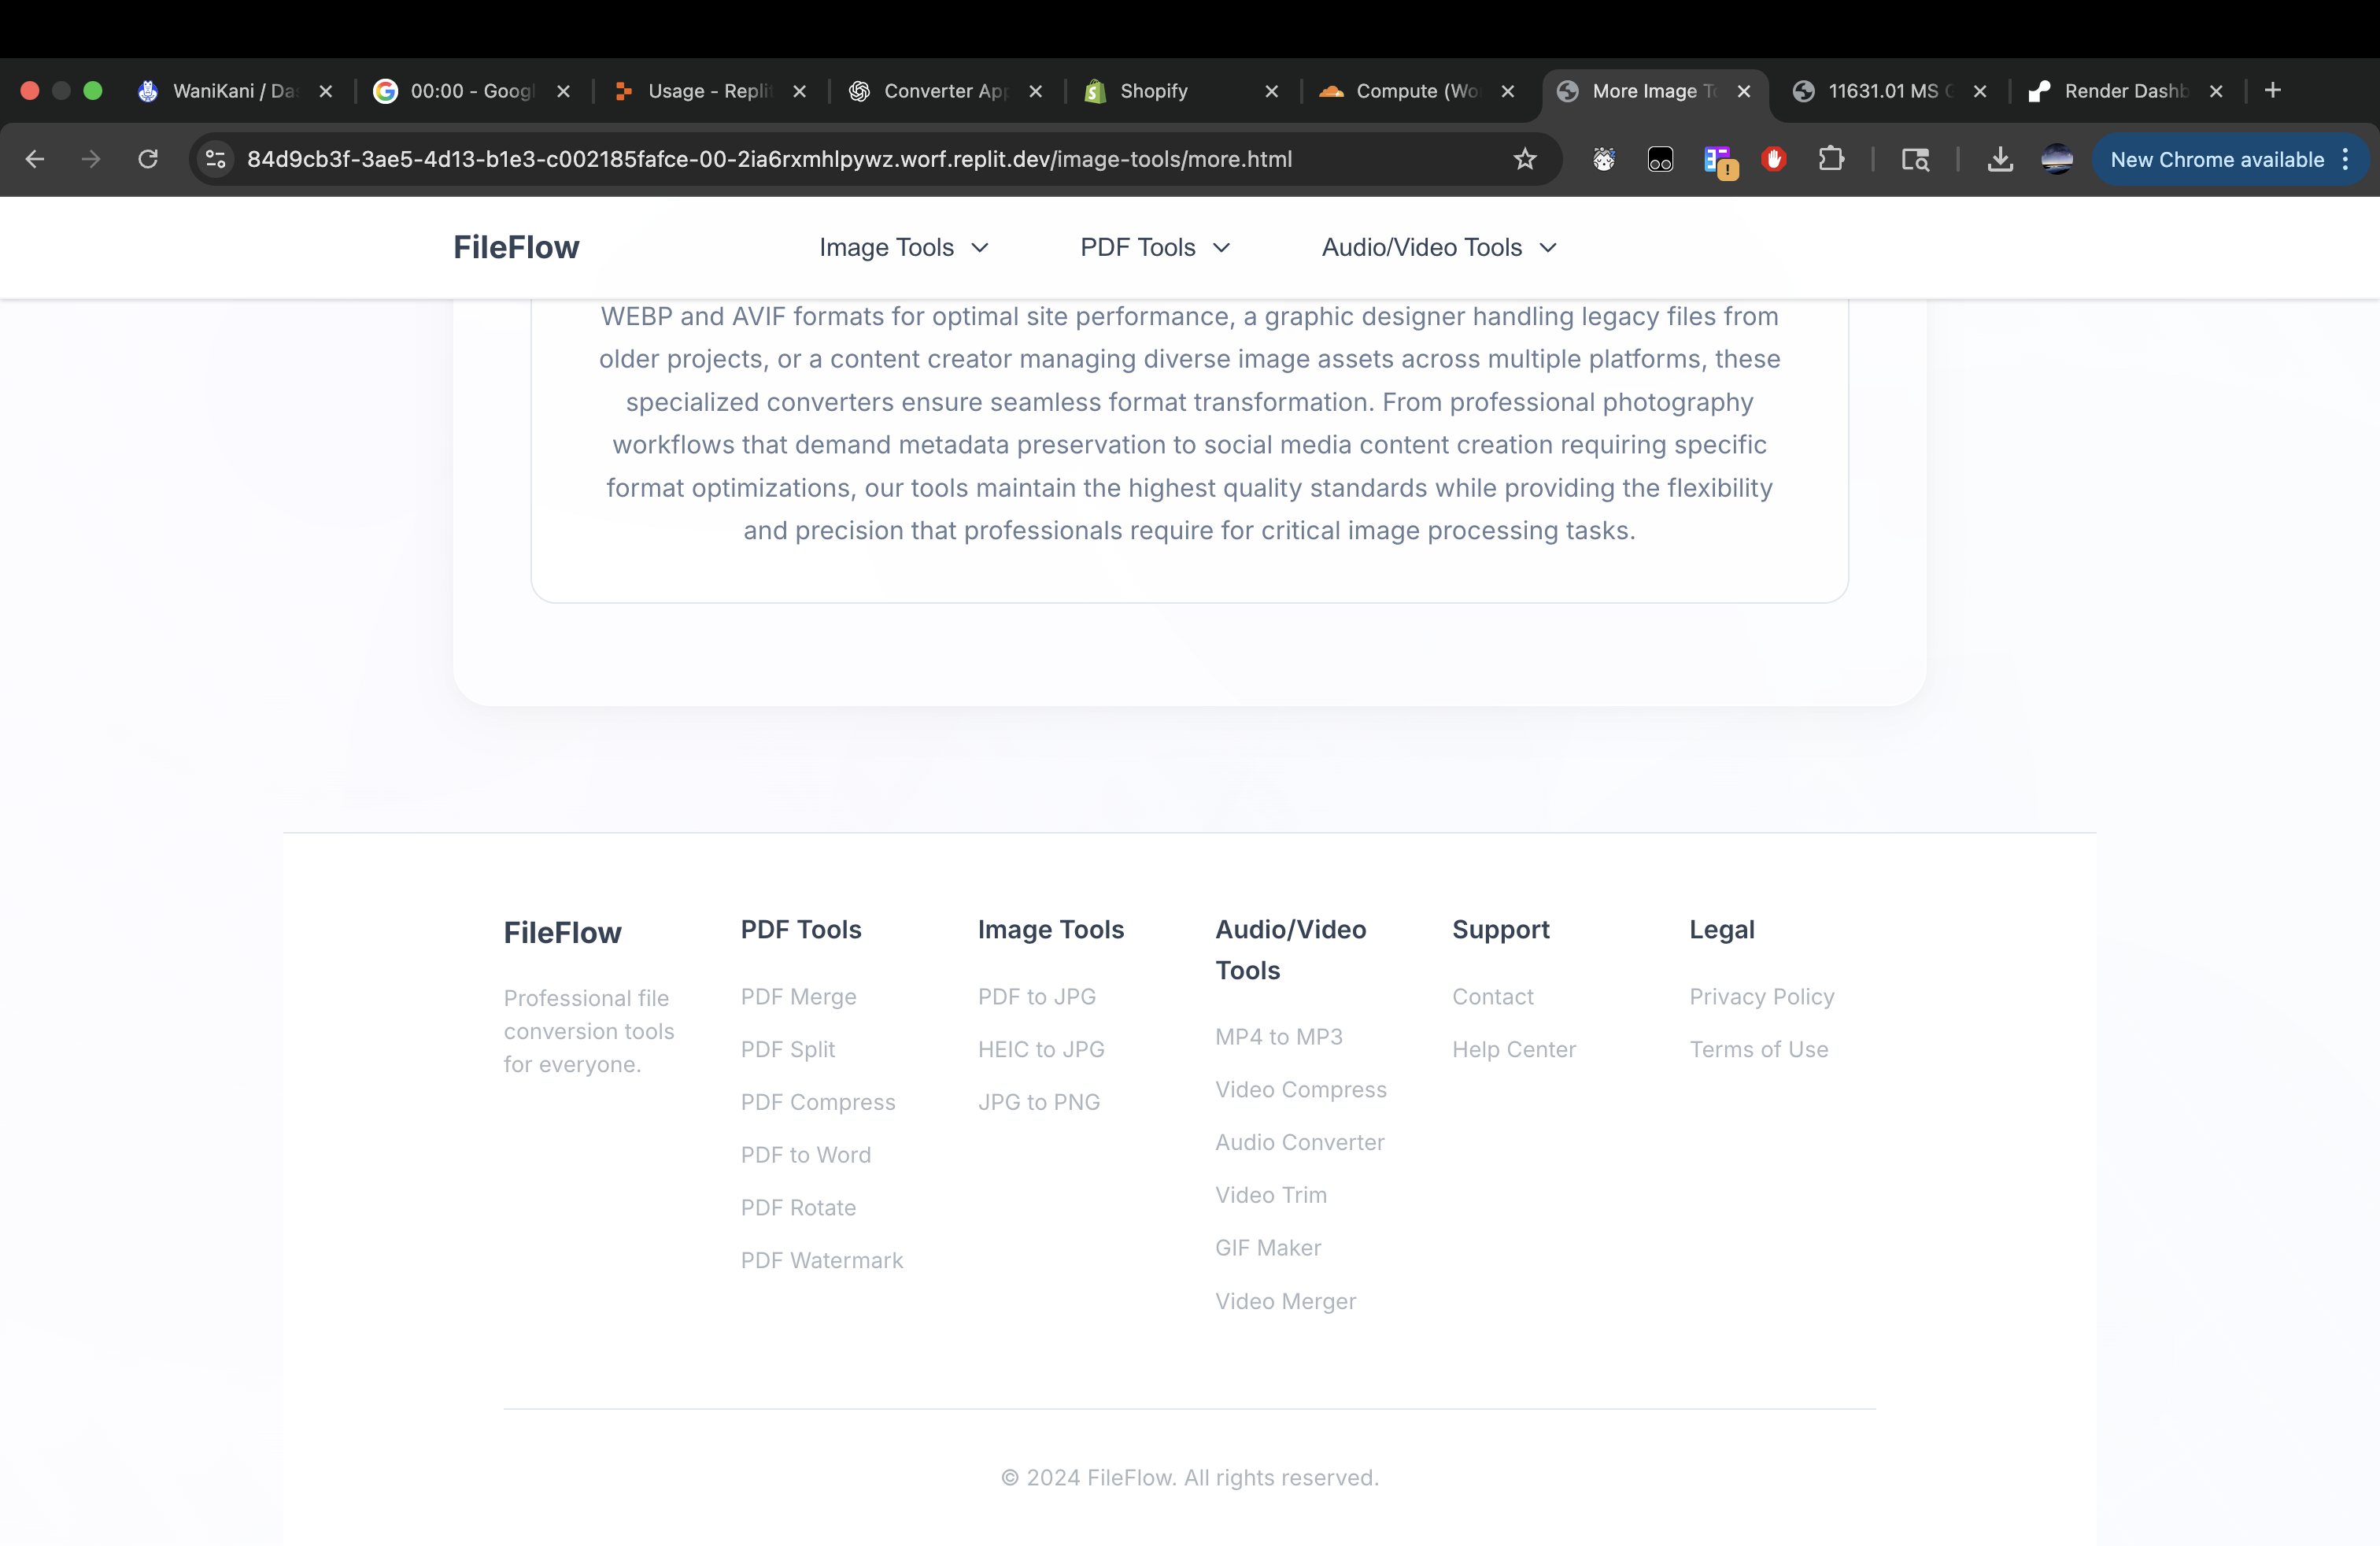 WaniKani / Da
00:00 - Googl
Usage - Replit
Converter App
Shopify
Compute (Wo
More Image To
11631.01 MS G
Render Dashb
84d9cb3f-3ae5-4d13-b1e3-c002185fafce-00-2ia6rxmhlpywz.worf.replit.dev/image-tools/more.html
New Chrome available
FileFlow
Image Tools
PDF Tools
Audio/Video Tools
WEBP and AVIF formats for optimal site performance, a graphic designer handling legacy files from
older projects, or a content creator managing diverse image assets across multiple platforms, these
specialized converters ensure seamless format transformation. From professional photography
workflows that demand metadata preservation to social media content creation requiring specific
format optimizations, our tools maintain the highest quality standards while providing the flexibility
and precision that professionals require for critical image processing tasks.
FileFlow
Professional file
conversion tools
for everyone.
PDF Tools
PDF Merge
PDF Split
PDF Compress
PDF to Word
PDF Rotate
PDF Watermark
Image Tools
PDF to JPG
HEIC to JPG
JPG to PNG
Audio/Video
Tools
MP4 to MP3
Video Compress
Audio Converter
Video Trim
GIF Maker
Video Merger
Support
Contact
Help Center
Legal
Privacy Policy
Terms of Use
© 2024 FileFlow. All rights reserved.